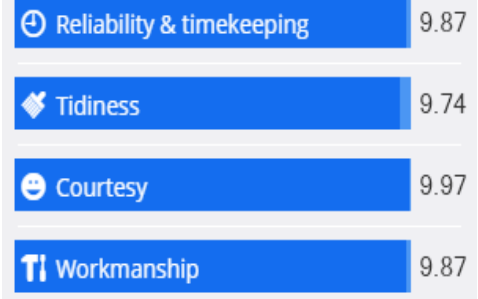 Reliability & timekeeping 9.87
Tidiness 9.74
Courtesy 9.97
Workmanship 9.87